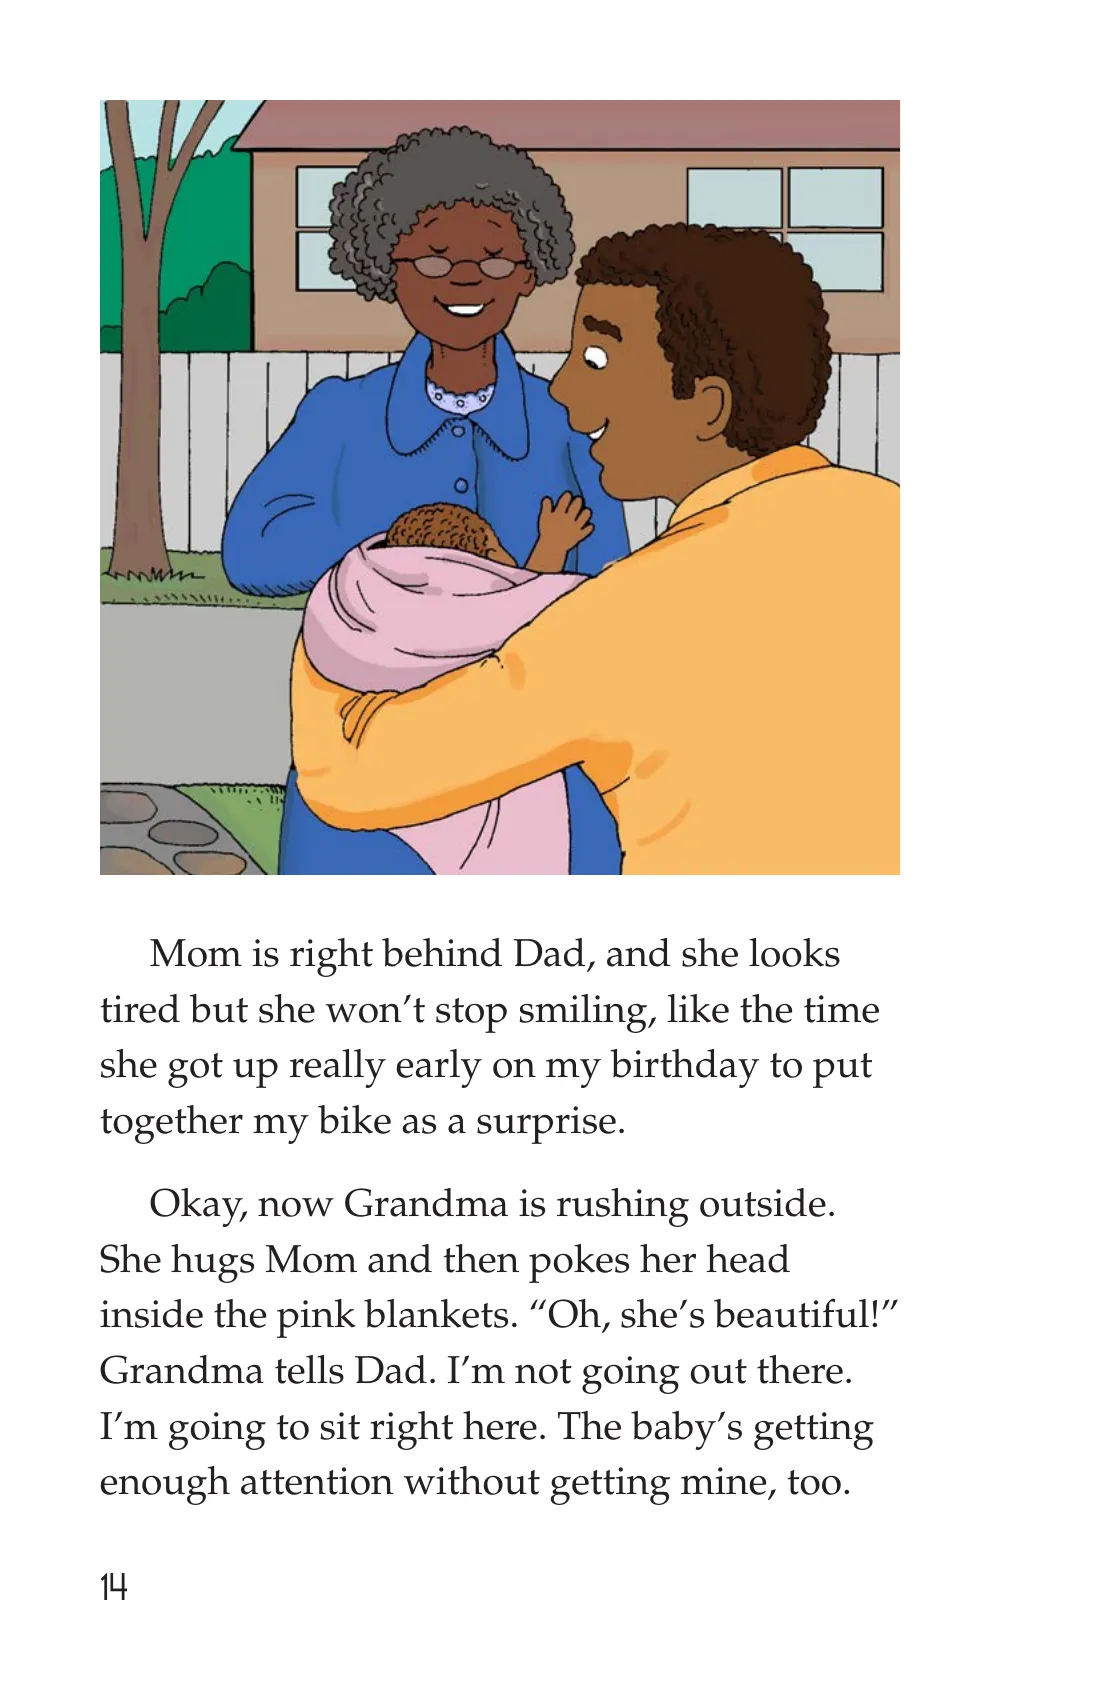 Mom is right behind Dad, and she looks
tired but she won’t stop smiling, like the time
she got up really early on my birthday to put
together my bike as a surprise.
Okay, now Grandma is rushing outside.
She hugs Mom and then pokes her head
inside the pink blankets. “Oh, she’s beautiful!”
Grandma tells Dad. I’m not going out there.
I’m going to sit right here. The baby’s getting
enough attention without getting mine, too.
14